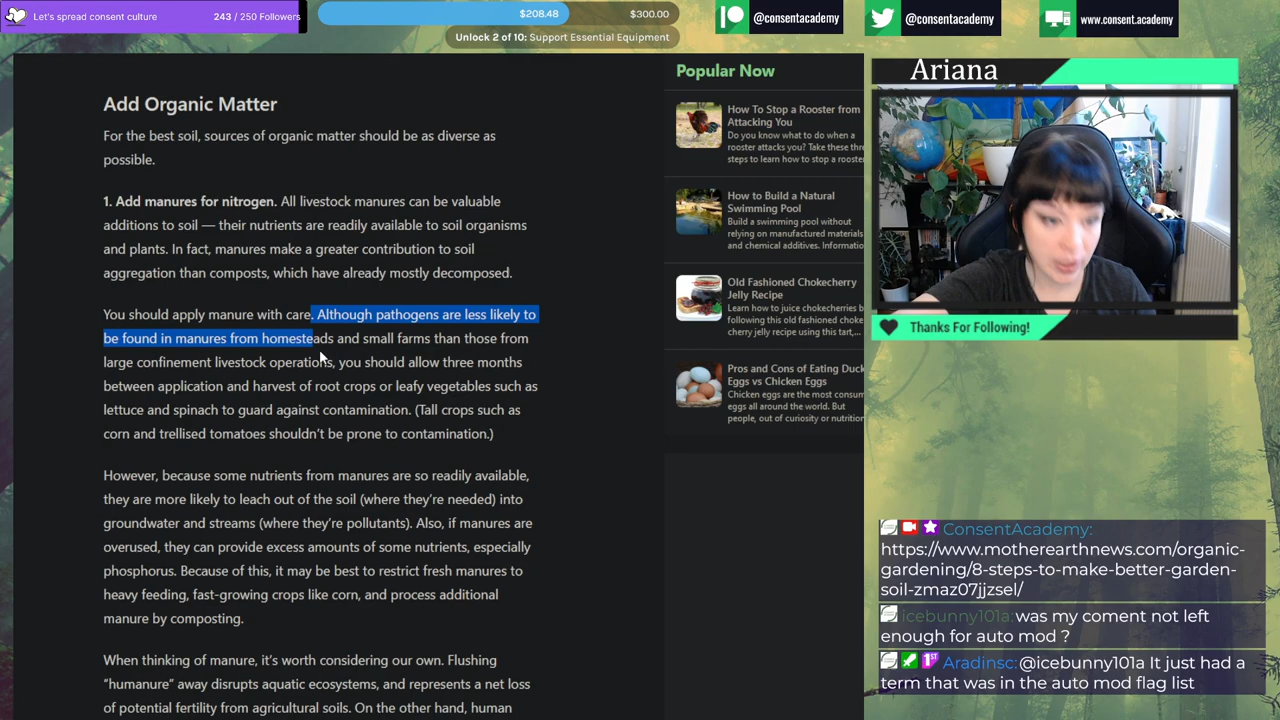 Let's spread consent culture
243 / 250 Followers
$208.48
$300.00
Unlock 2 of 10: Support Essential Equipment
@consentacademy
@consentacademy
www.consent.academy
Add Organic Matter
For the best soil, sources of organic matter should be as diverse as
possible.
1. Add manures for nitrogen. All livestock manures can be valuable
additions to soil — their nutrients are readily available to soil organisms
and plants. In fact, manures make a greater contribution to soil
aggregation than composts, which have already mostly decomposed.
You should apply manure with care. Although pathogens are less likely to
be found in manures from homesteads and small farms than those from
large confinement livestock operations, you should allow three months
between application and harvest of root crops or leafy vegetables such as
lettuce and spinach to guard against contamination. (Tall crops such as
corn and trellised tomatoes shouldn't be prone to contamination.)
However, because some nutrients from manures are so readily available,
they are more likely to leach out of the soil (where they're needed) into
groundwater and streams (where they're pollutants). Also, if manures are
overused, they can provide excess amounts of some nutrients, especially
phosphorus. Because of this, it may be best to restrict fresh manures to
heavy feeding, fast-growing crops like corn, and process additional
manure by composting.
When thinking of manure, it's worth considering our own. Flushing
"humanure" away disrupts aquatic ecosystems, and represents a net loss
of potential fertility from agricultural soils. On the other hand, human
Popular Now
How To Stop a Rooster from
Attacking You
Do you know what to do when a
rooster attacks you? Take these thre
steps to learn how to stop a rooste
How to Build a Natural
Swimming Pool
Build a swimming pool without
relying on manufactured materials
and chemical additives. Informatio
Old Fashioned Chokecherry
Jelly Recipe
Learn how to juice chokecherries b
following this old fashioned choke
cherry jelly recipe using this tart,...
Pros and Cons of Eating Duck
Eggs vs Chicken Eggs
Chicken eggs are the most consum
eggs all around the world. But
people, out of curiosity or nutrition
Ariana
Thanks For Following!
ConsentAcademy:
https://www.motherearthnews.com/organic-
gardening/8-steps-to-make-better-garden-
soil-zmaz07jjzsel/
icebunny101a: was my coment not left
enough for auto mod ?
Aradinsc: @icebunny101a It just had a
term that was in the auto mod flag list